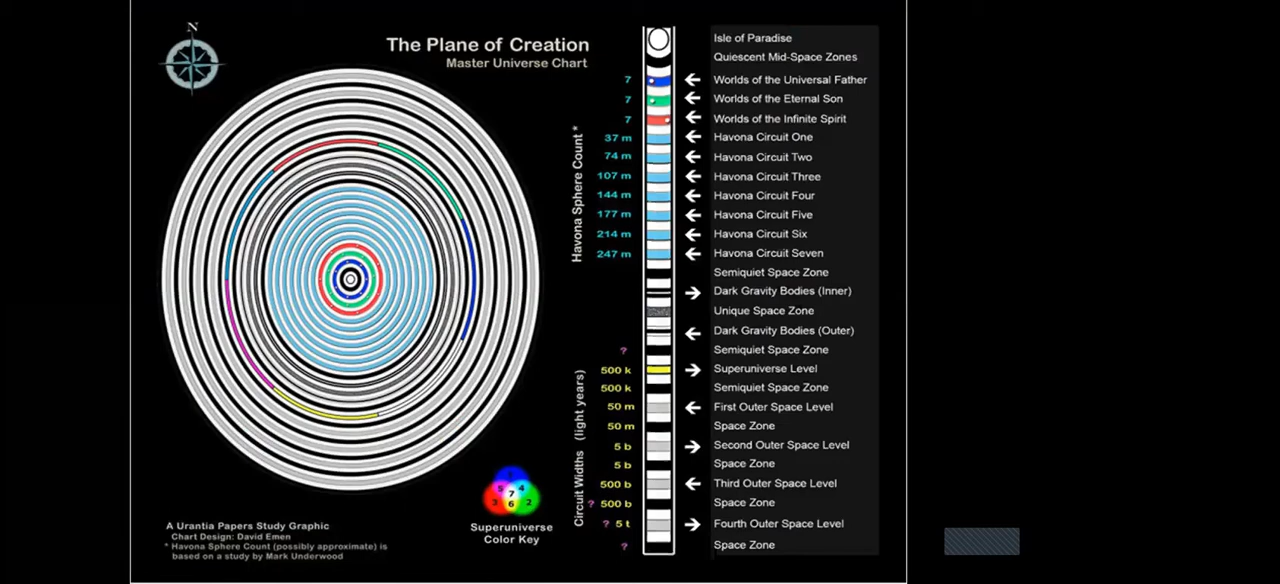 N
The Plane of Creation
Master Universe Chart
Isle of Paradise
Quiescent Mid-Space Zones
7 Worlds of the Universal Father
7 Worlds of the Eternal Son
7 Worlds of the Infinite Spirit
37 m Havona Circuit One
74 m Havona Circuit Two
107 m Havona Circuit Three
144 m Havona Circuit Four
177 m Havona Circuit Five
214 m Havona Circuit Six
247 m Havona Circuit Seven
Havona Sphere Count *
Semiquiet Space Zone
Dark Gravity Bodies (Inner)
Unique Space Zone
Dark Gravity Bodies (Outer)
? Semiquiet Space Zone
500 k Superuniverse Level
500 k Semiquiet Space Zone
50 m First Outer Space Level
50 m Space Zone
5 b Second Outer Space Level
5 b Space Zone
500 b Third Outer Space Level
? 500 b Space Zone
? 5 t Fourth Outer Space Level
? Space Zone
Circuit Widths (light years)
5 4
7
3 6 2
Superuniverse
Color Key
A Urantia Papers Study Graphic
Chart Design: David Emen
* Havona Sphere Count (possibly approximate) is
based on a study by Mark Underwood